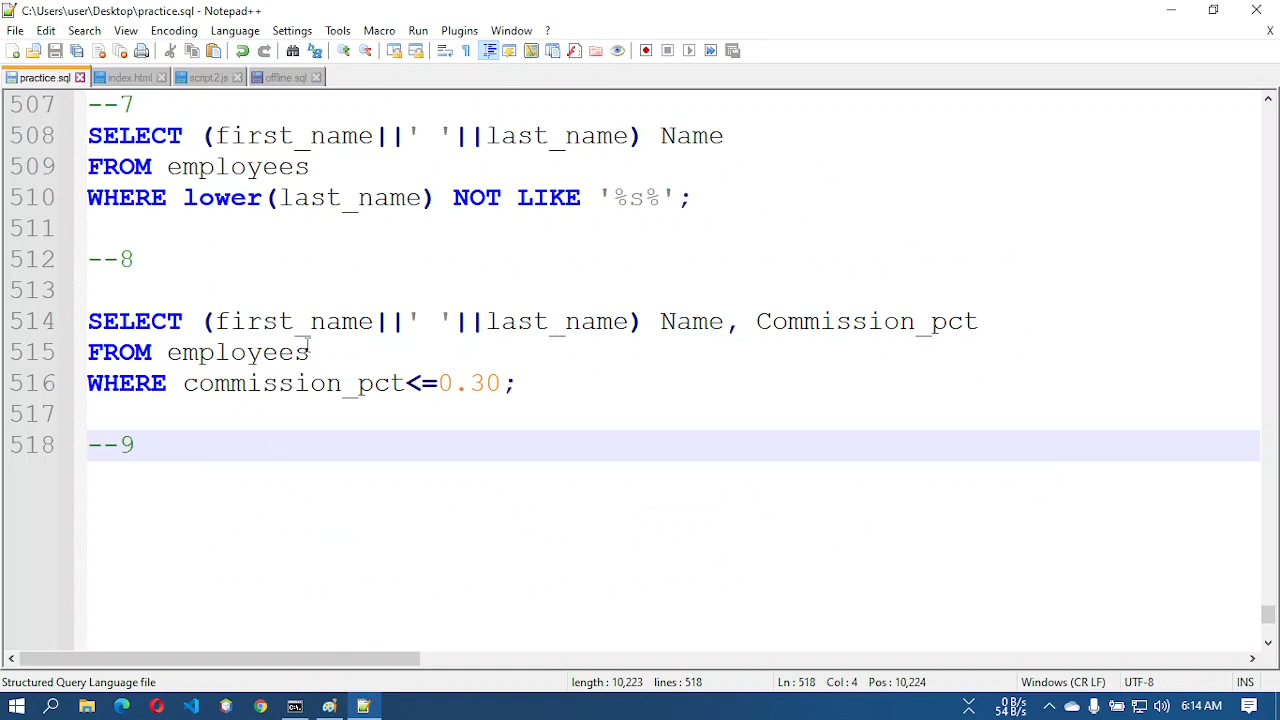 C:\Users\user\Desktop\practice.sql - Notepad++
File Edit Search View Encoding Language Settings Tools Macro Run Plugins Window ?
X
practice.sql index.html script2.js offline.sql
507 --7
508 SELECT (first_name||' '||last_name) Name
509 FROM employees
510 WHERE lower(last_name) NOT LIKE '%s%';
511
512 --8
513
514 SELECT (first_name||' '||last_name) Name, Commission_pct
515 FROM employees
516 WHERE commission_pct<=0.30;
517
518 --9
Structured Query Language file length : 10,223 lines : 518 Ln : 518 Col : 4 Pos : 10,224 Windows (CR LF) UTF-8 INS
0 B/s
54 B/s
6:14 AM